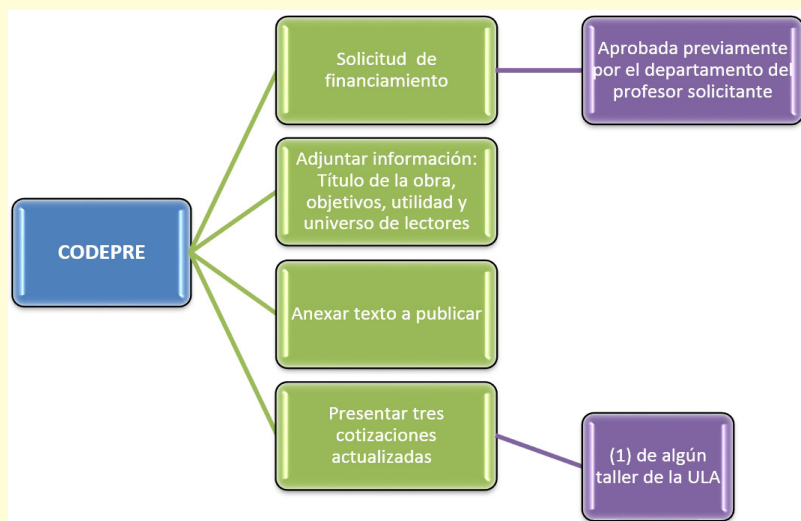 Solicitud de
financiamiento
Aprobada previamente
por el departamento del
profesor solicitante
Adjuntar información:
Título de la obra,
objetivos, utilidad y
universo de lectores
CODEPRE
Anexar texto a publicar
Presentar tres
cotizaciones
actualizadas
(1) de algún
taller de la ULA